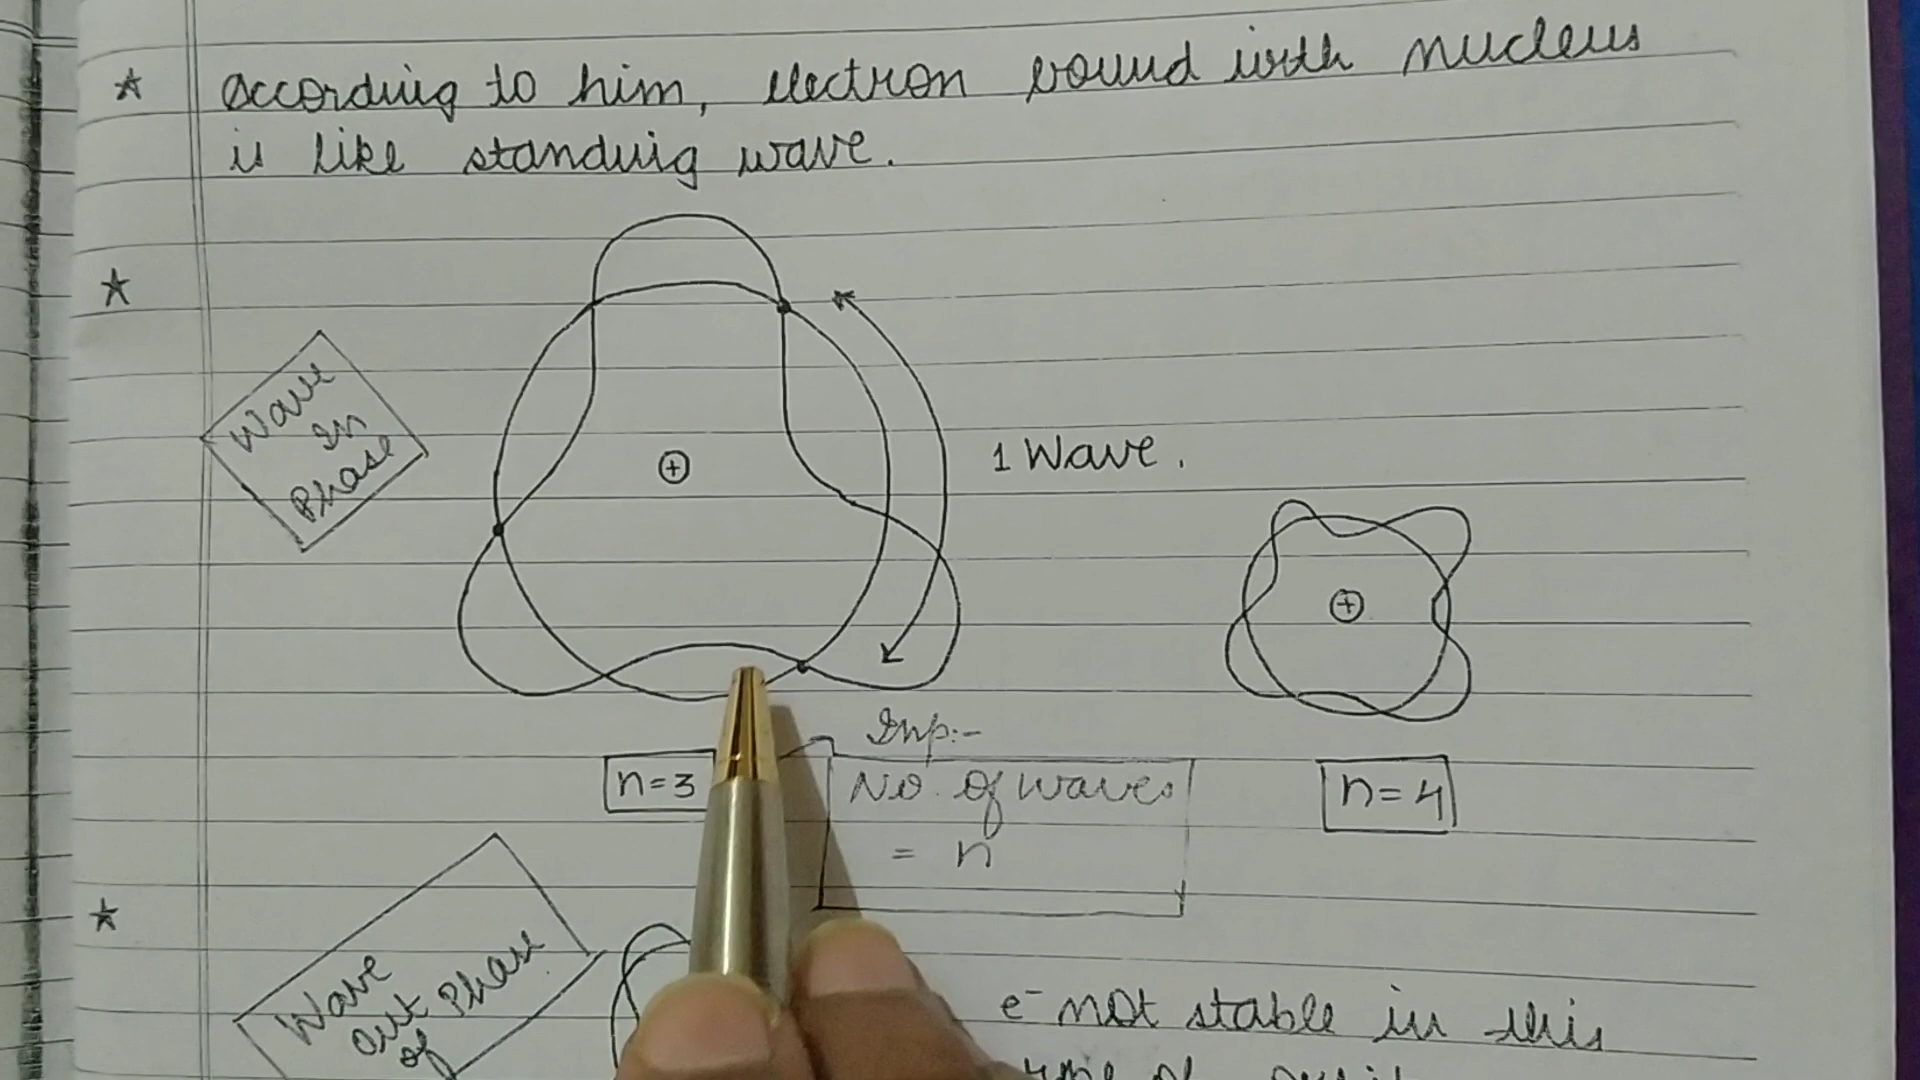 ★ according to him, electron bound with nucleus
is like standing wave.
★
Wave
In
Phase
⊕
1 Wave.
⊕
Imp:-
n=3
No. of waves
= n
n=4
★
Wave
Out Phase
of
e⁻ not stable in this